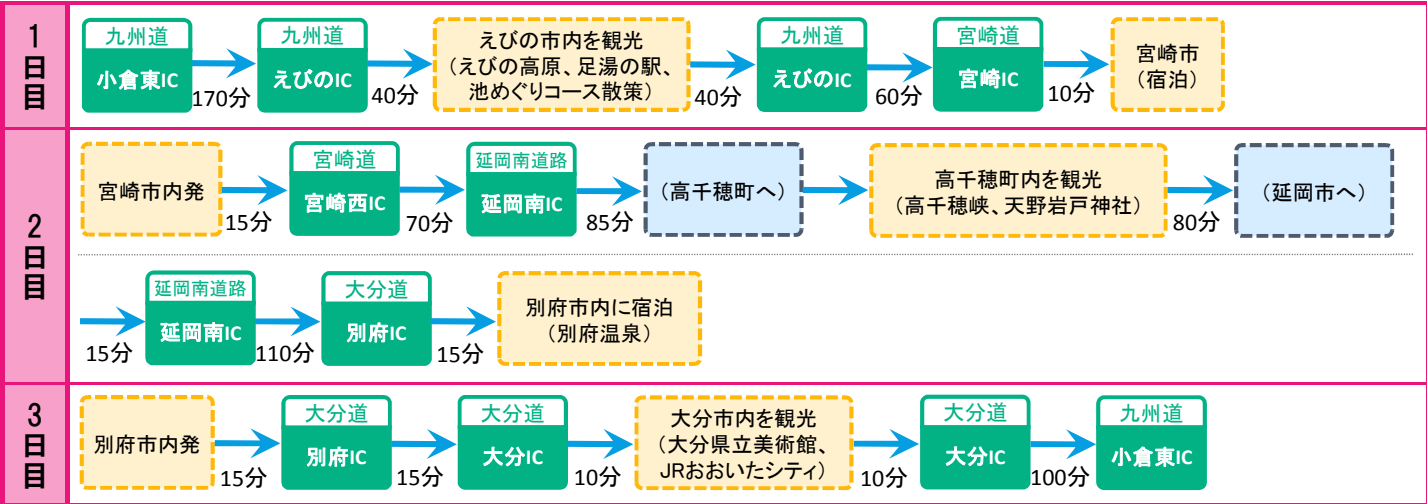 1日目
九州道
小倉東IC
170分
九州道
えびのIC
40分
えびの市内を観光
（えびの高原、足湯の駅、
池めぐりコース散策）
40分
九州道
えびのIC
60分
宮崎道
宮崎IC
10分
宮崎市
（宿泊）
2日目
宮崎市内発
15分
宮崎道
宮崎西IC
70分
延岡南道路
延岡南IC
85分
（高千穂町へ）
高千穂町内を観光
（高千穂峡、天野岩戸神社）
80分
（延岡市へ）
15分
延岡南道路
延岡南IC
110分
大分道
別府IC
15分
別府市内に宿泊
（別府温泉）
3日目
別府市内発
15分
大分道
別府IC
15分
大分道
大分IC
10分
大分市内を観光
（大分県立美術館、
JRおおいたシティ）
10分
大分道
大分IC
100分
九州道
小倉東IC